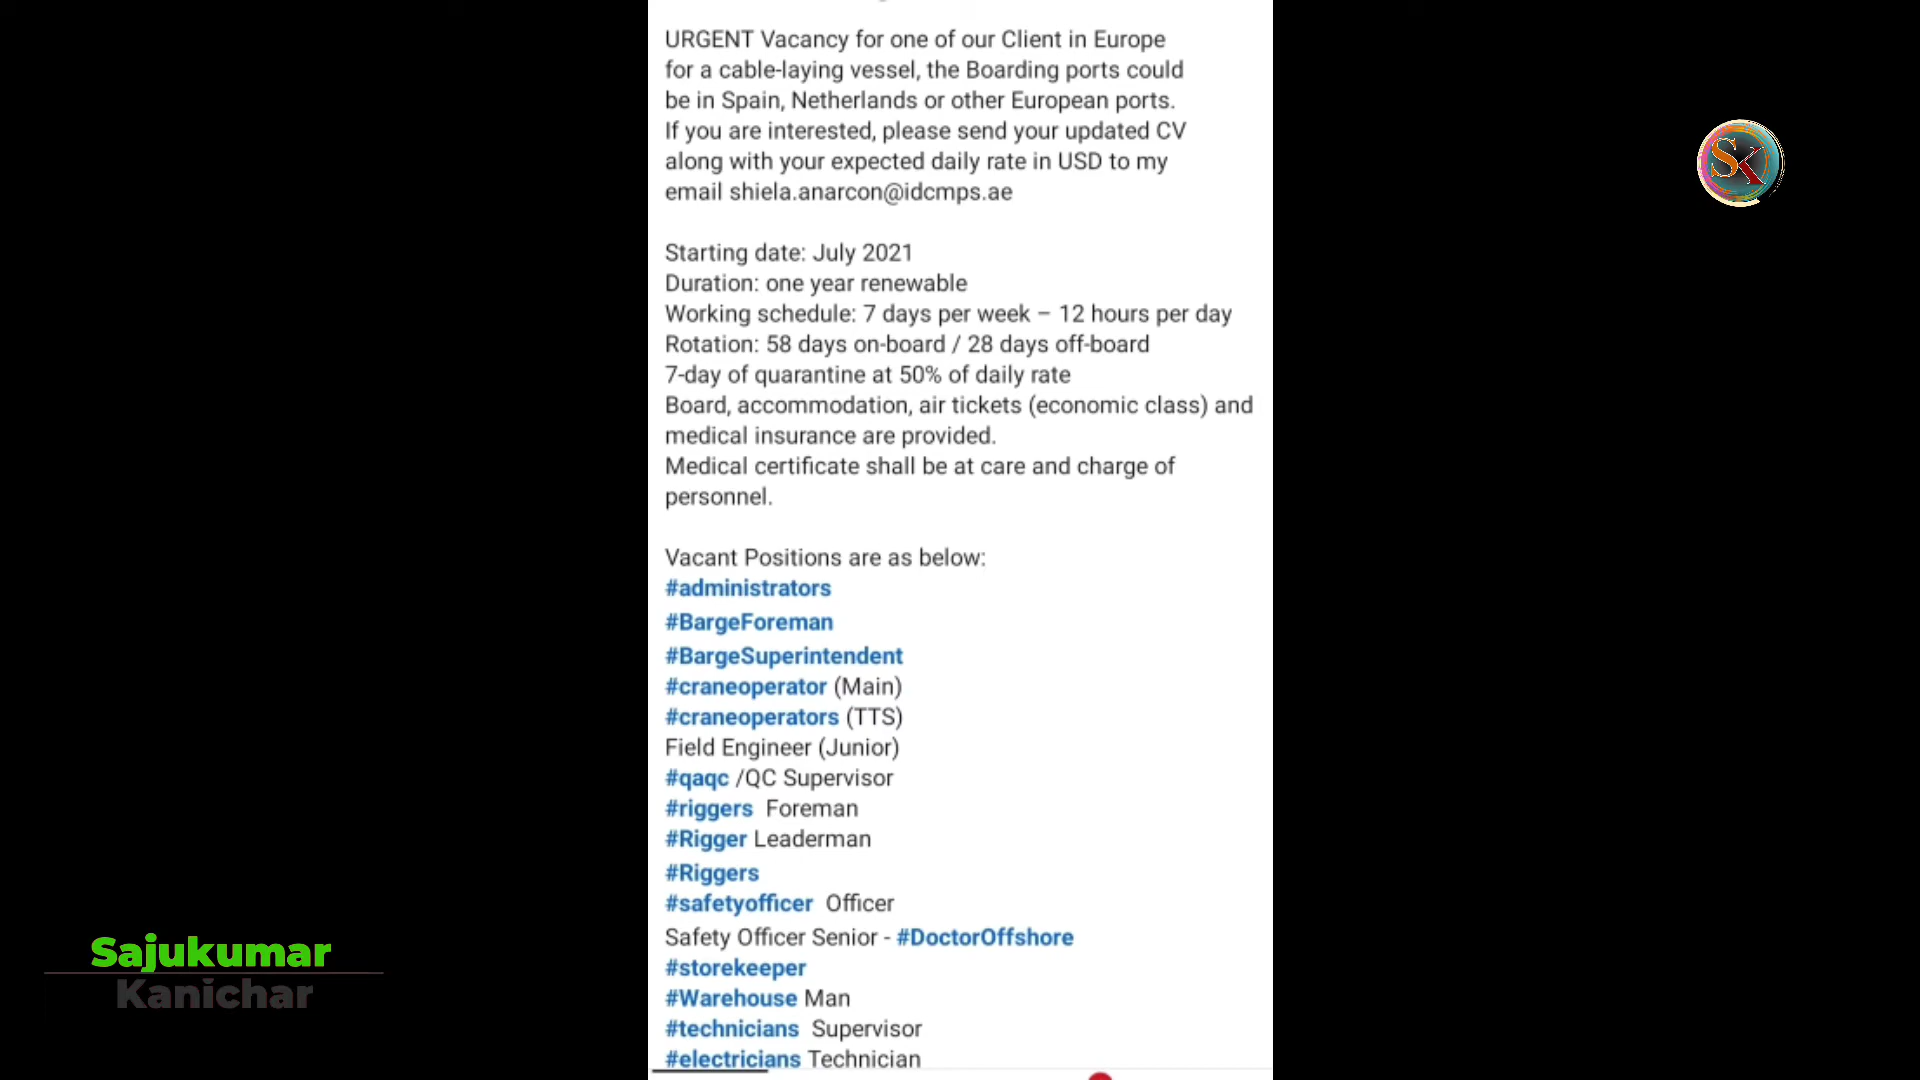 URGENT Vacancy for one of our Client in Europe
for a cable-laying vessel, the Boarding ports could
be in Spain, Netherlands or other European ports.
If you are interested, please send your updated CV
along with your expected daily rate in USD to my
email shiela.anarcon@idcmps.ae
Starting date: July 2021
Duration: one year renewable
Working schedule: 7 days per week – 12 hours per day
Rotation: 58 days on-board / 28 days off-board
7-day of quarantine at 50% of daily rate
Board, accommodation, air tickets (economic class) and
medical insurance are provided.
Medical certificate shall be at care and charge of
personnel.
Vacant Positions are as below:
#administrators
#BargeForeman
#BargeSuperintendent
#craneoperator (Main)
#craneoperators (TTS)
Field Engineer (Junior)
#qaqc /QC Supervisor
#riggers Foreman
#Rigger Leaderman
#Riggers
#safetyofficer Officer
Safety Officer Senior - #DoctorOffshore
#storekeeper
#Warehouse Man
#technicians Supervisor
#electricians Technician
SK
Sajukumar
Kanichar